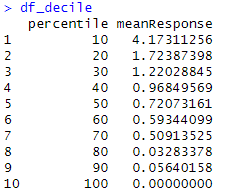 > df_decile
percentile meanResponse
1 10 4.17311256
2 20 1.72387398
3 30 1.22028845
4 40 0.96849569
5 50 0.72073161
6 60 0.59344099
7 70 0.50913525
8 80 0.03283378
9 90 0.05640158
10 100 0.00000000